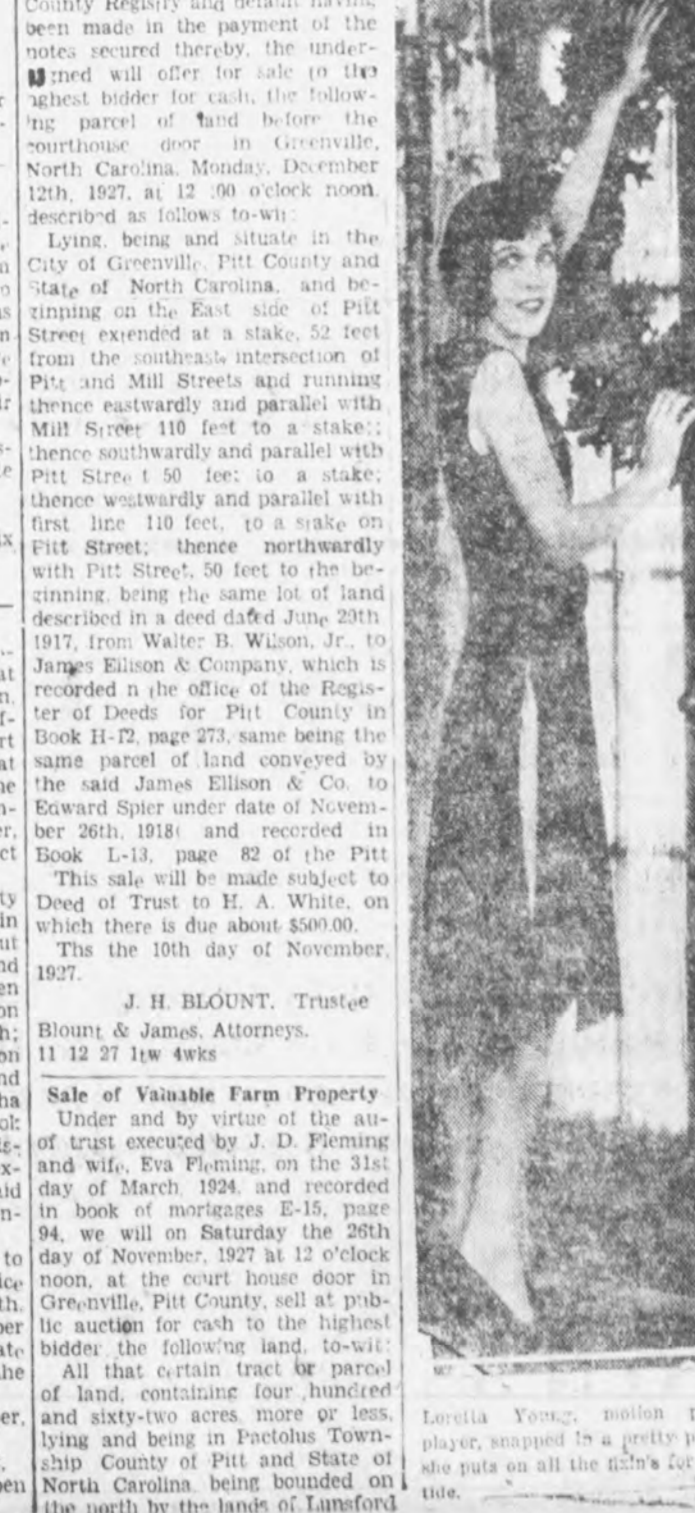 County Registry and default having
been made in the payment of the
notes secured thereby, the under-
gned will offer for sale to the
ighest bidder for cash, the follow-
ing parcel of land before the
courthouse door in Greenville,
North Carolina, Monday, December
12th, 1927, at 12 :00 o'clock noon,
described as follows to-wit:
Lying, being and situate in the
City of Greenville, Pitt County and
State of North Carolina, and be-
ginning on the East side of Pitt
Street extended at a stake, 52 feet
from the southeast, intersection of
Pitt and Mill Streets and running
thence eastwardly and parallel with
Mill Street 110 feet to a stake;;
thence southwardly and parallel with
Pitt Stree t 50 feet to a stake;
thence westwardly and parallel with
first line 110 feet, to a stake on
Pitt Street; thence northwardly
with Pitt Street, 50 feet to the be-
ginning, being the same lot of land
described in a deed dated June 29th
1917, from Walter B. Wilson, Jr., to
James Ellison & Company, which is
recorded n the office of the Regis-
ter of Deeds for Pitt County in
Book H-12, page 273, same being the
same parcel of land conveyed by
the said James Ellison & Co. to
Edward Spier under date of Novem-
ber 26th, 1918, and recorded in
Book L-13, page 82 of the Pitt
This sale will be made subject to
Deed of Trust to H. A. White, on
which there is due about $500.00.
Ths the 10th day of November,
1927.
J. H. BLOUNT, Trustee
Blount & James, Attorneys.
11 12 27 1tw 4wks
Sale of Valuable Farm Property
Under and by virtue of the au-
of trust executed by J. D. Fleming
and wife, Eva Fleming, on the 31st
day of March 1924, and recorded
in book of mortgages E-15, page
94, we will on Saturday the 26th
day of November, 1927 at 12 o'clock
noon, at the court house door in
Greenville, Pitt County, sell at pub-
lic auction for cash to the highest
bidder the following land, to-wit:
All that certain tract or parcel
of land, containing four hundred
and sixty-two acres, more or less,
lying and being in Pactolus Town-
ship County of Pitt and State of
North Carolina being bounded on
the north by the lands of Lunsford
Loretta Young, motion
player, snapped in a pretty p
she puts on all the fixin's for
tide.